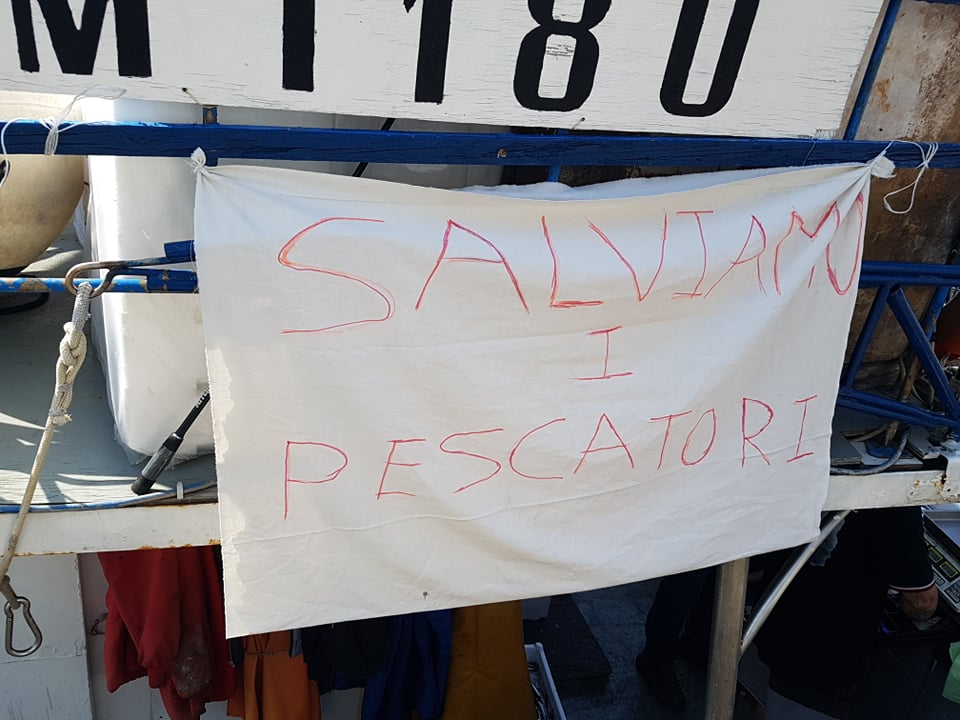 M 1180
SALVIAMO
I
PESCATORI